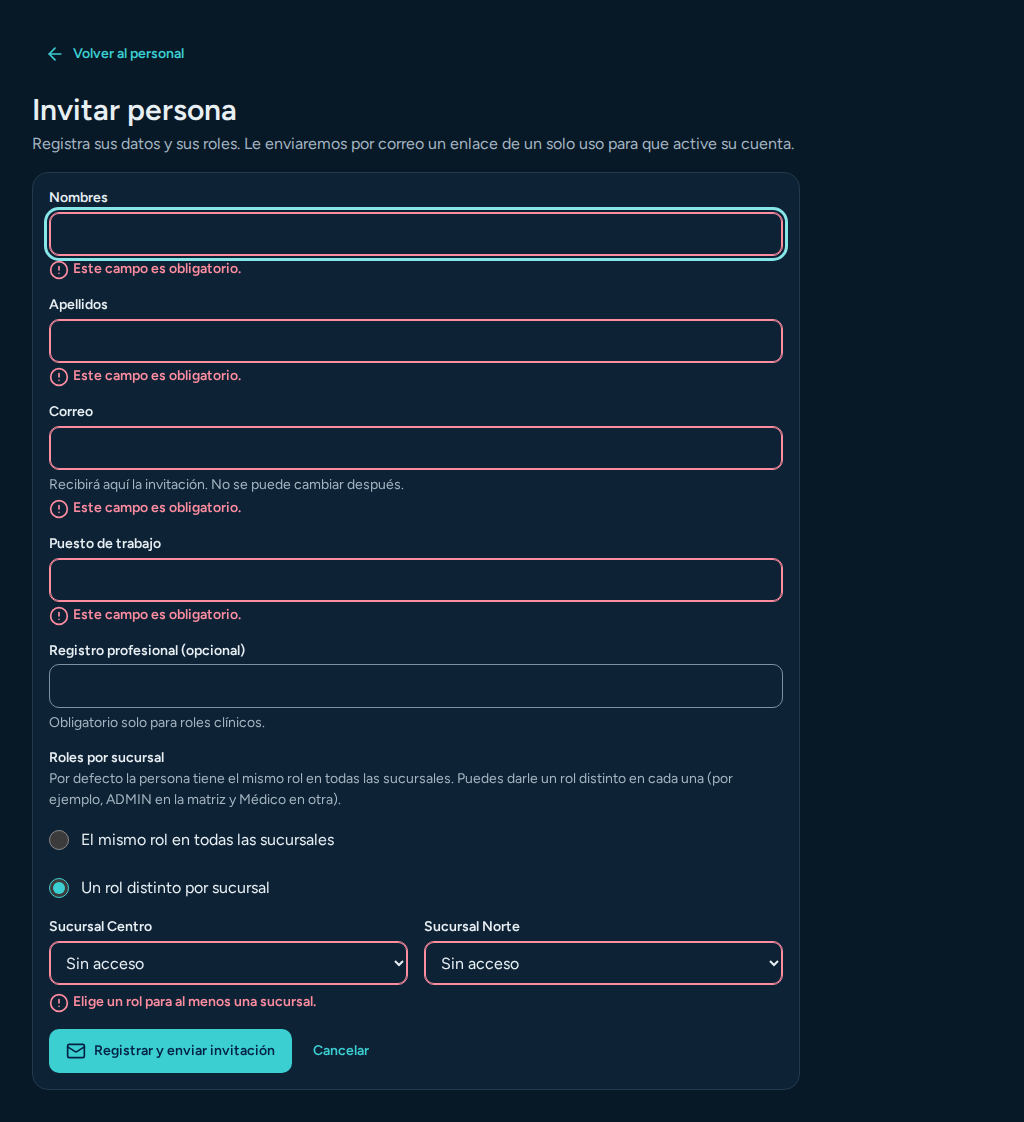 Volver al personal
Invitar persona
Registra sus datos y sus roles. Le enviaremos por correo un enlace de un solo uso para que active su cuenta.
Nombres
Este campo es obligatorio.
Apellidos
Este campo es obligatorio.
Correo
Recibirá aquí la invitación. No se puede cambiar después.
Este campo es obligatorio.
Puesto de trabajo
Este campo es obligatorio.
Registro profesional (opcional)
Obligatorio solo para roles clínicos.
Roles por sucursal
Por defecto la persona tiene el mismo rol en todas las sucursales. Puedes darle un rol distinto en cada una (por
ejemplo, ADMIN en la matriz y Médico en otra).
El mismo rol en todas las sucursales
Un rol distinto por sucursal
Sucursal Centro
Sucursal Norte
Sin acceso
Sin acceso
Elige un rol para al menos una sucursal.
Registrar y enviar invitación
Cancelar